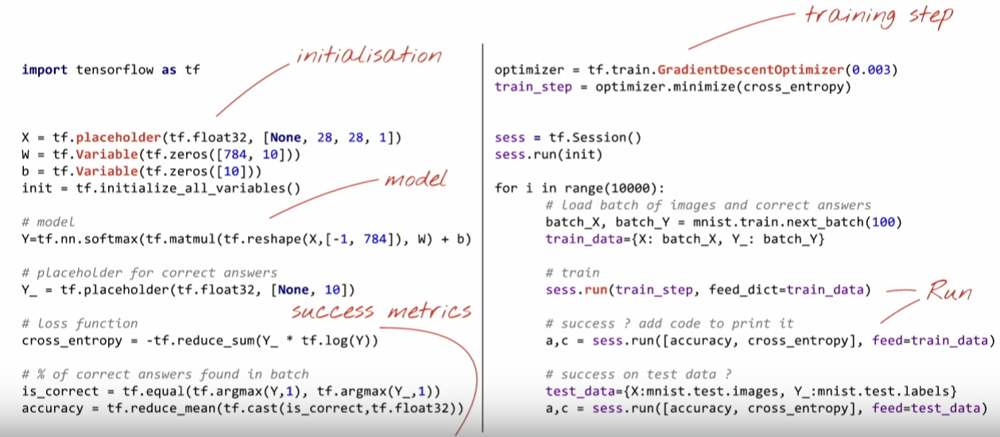 initialisation
import tensorflow as tf
X = tf.placeholder(tf.float32, [None, 28, 28, 1])
W = tf.Variable(tf.zeros([784, 10]))
b = tf.Variable(tf.zeros([10]))
init = tf.initialize_all_variables()
model
# model
Y=tf.nn.softmax(tf.matmul(tf.reshape(X,[-1, 784]), W) + b)
# placeholder for correct answers
Y_ = tf.placeholder(tf.float32, [None, 10])
success metrics
# Loss function
cross_entropy = -tf.reduce_sum(Y_ * tf.log(Y))
# % of correct answers found in batch
is_correct = tf.equal(tf.argmax(Y,1), tf.argmax(Y_,1))
accuracy = tf.reduce_mean(tf.cast(is_correct,tf.float32))
training step
optimizer = tf.train.GradientDescentOptimizer(0.003)
train_step = optimizer.minimize(cross_entropy)
sess = tf.Session()
sess.run(init)
for i in range(10000):
# Load batch of images and correct answers
batch_X, batch_Y = mnist.train.next_batch(100)
train_data={X: batch_X, Y_: batch_Y}
# train
sess.run(train_step, feed_dict=train_data)
Run
# success ? add code to print it
a,c = sess.run([accuracy, cross_entropy], feed=train_data)
# success on test data ?
test_data={X:mnist.test.images, Y_:mnist.test.labels}
a,c = sess.run([accuracy, cross_entropy], feed=test_data)